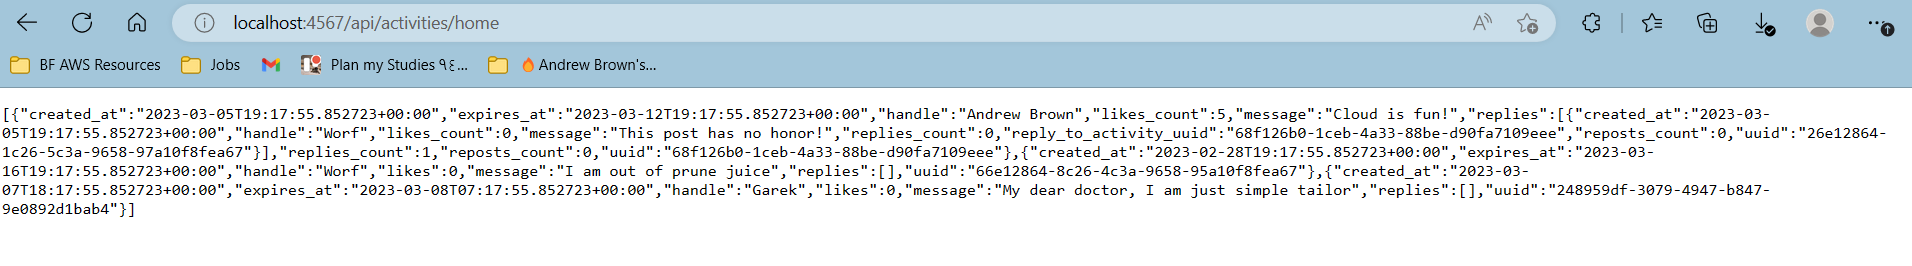 localhost:4567/api/activities/home
BF AWS Resources Jobs Plan my Studies ٩٤... Andrew Brown's...
[{"created_at":"2023-03-05T19:17:55.852723+00:00","expires_at":"2023-03-12T19:17:55.852723+00:00","handle":"Andrew Brown","likes_count":5,"message":"Cloud is fun!","replies":[{"created_at":"2023-03-
05T19:17:55.852723+00:00","handle":"Worf","likes_count":0,"message":"This post has no honor!","replies_count":0,"reply_to_activity_uuid":"68f126b0-1ceb-4a33-88be-d90fa7109eee","reposts_count":0,"uuid":"26e12864-
1c26-5c3a-9658-97a10f8fea67"}],"replies_count":1,"reposts_count":0,"uuid":"68f126b0-1ceb-4a33-88be-d90fa7109eee"},{"created_at":"2023-02-28T19:17:55.852723+00:00","expires_at":"2023-03-
16T19:17:55.852723+00:00","handle":"Worf","likes":0,"message":"I am out of prune juice","replies":[],"uuid":"66e12864-8c26-4c3a-9658-95a10f8fea67"},{"created_at":"2023-03-
07T18:17:55.852723+00:00","expires_at":"2023-03-08T07:17:55.852723+00:00","handle":"Garek","likes":0,"message":"My dear doctor, I am just simple tailor","replies":[],"uuid":"248959df-3079-4947-b847-
9e0892d1bab4"}]